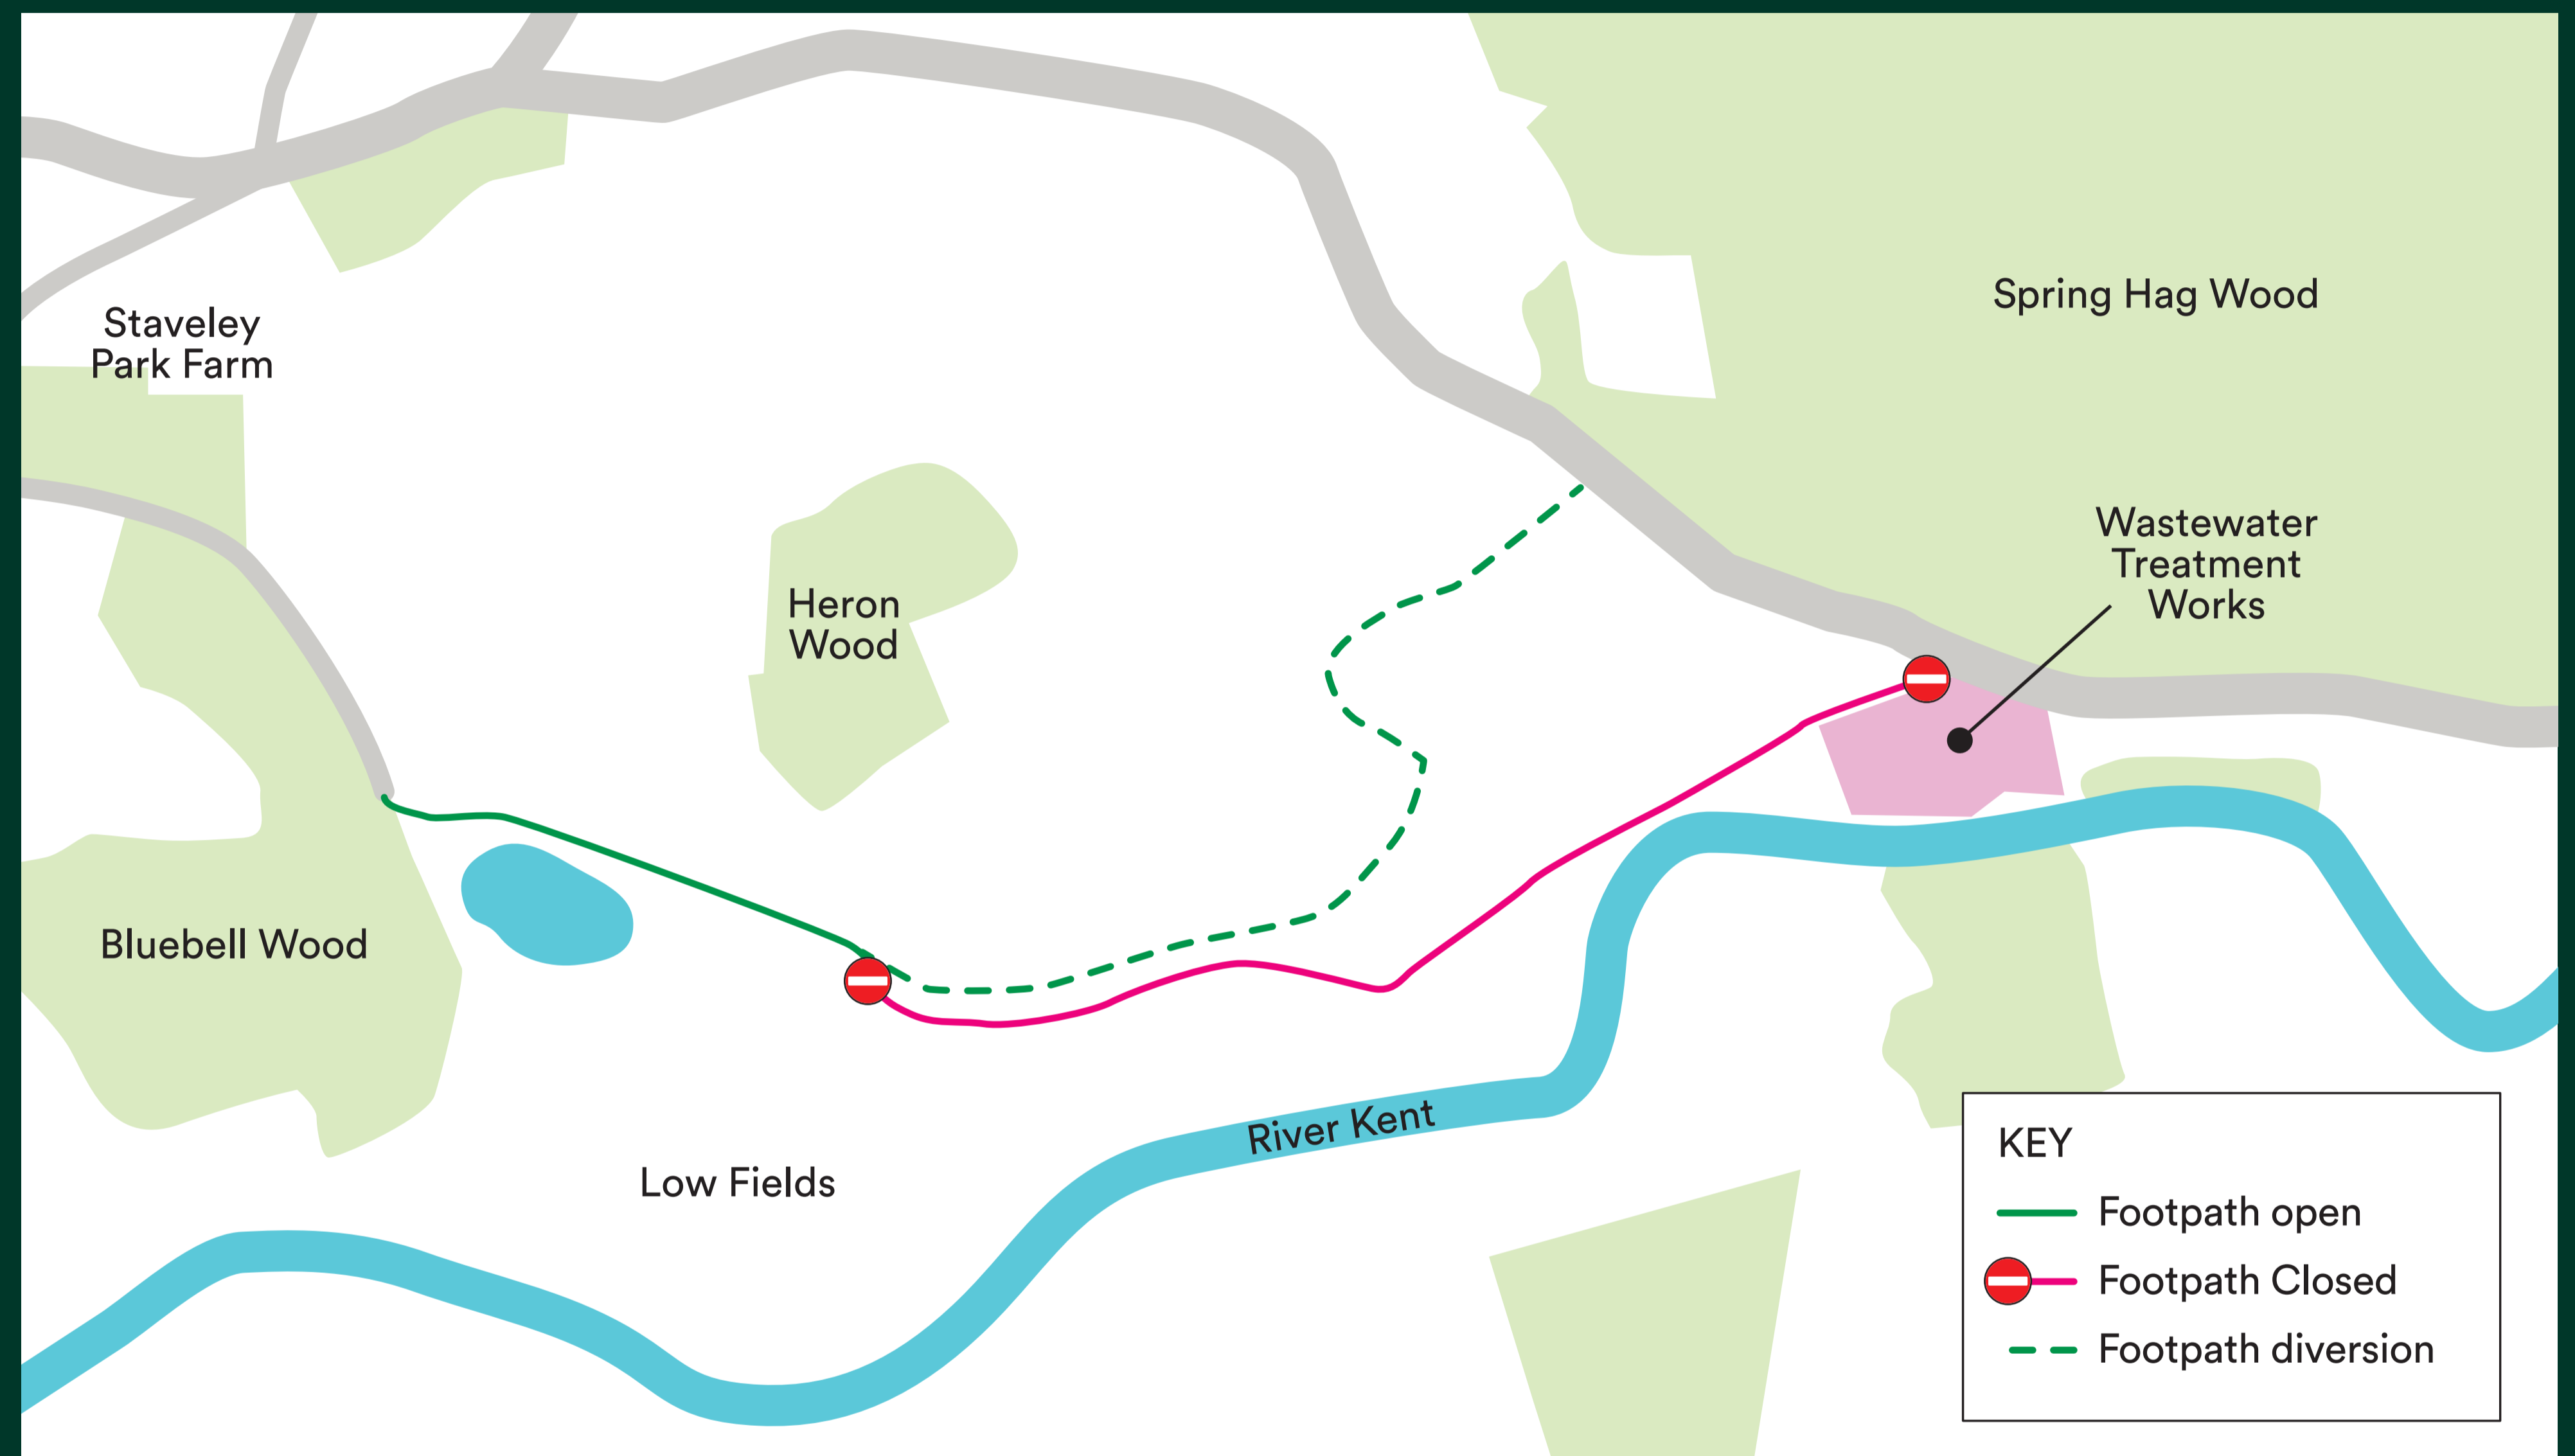 Spring Hag Wood
Staveley
Park Farm
Wastewater
Treatment
Works
Heron
Wood
Bluebell Wood
River Kent
Low Fields
KEY
Footpath open
Footpath Closed
Footpath diversion